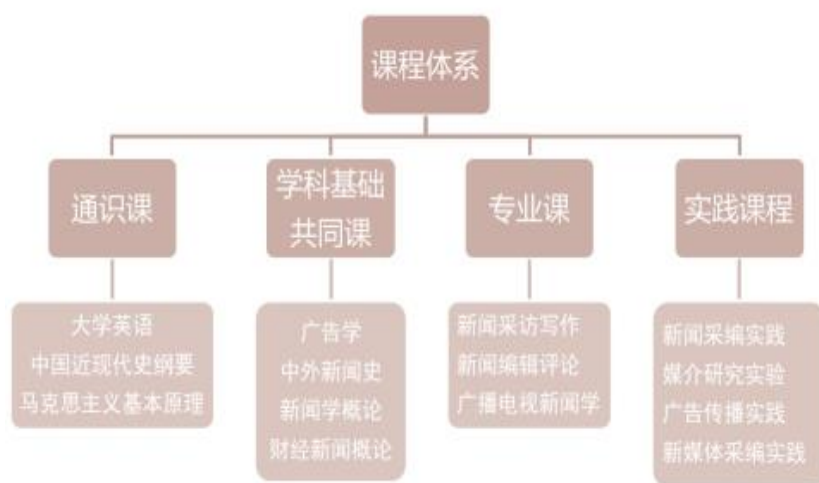 课程体系
通识课
学科基础
共同课
专业课
实践课程
大学英语
中国近现代史纲要
马克思主义基本原理
广告学
中外新闻史
新闻学概论
财经新闻概论
新闻采访写作
新闻编辑评论
广播电视新闻学
新闻采编实践
媒介研究实验
广告传播实践
新媒体采编实践